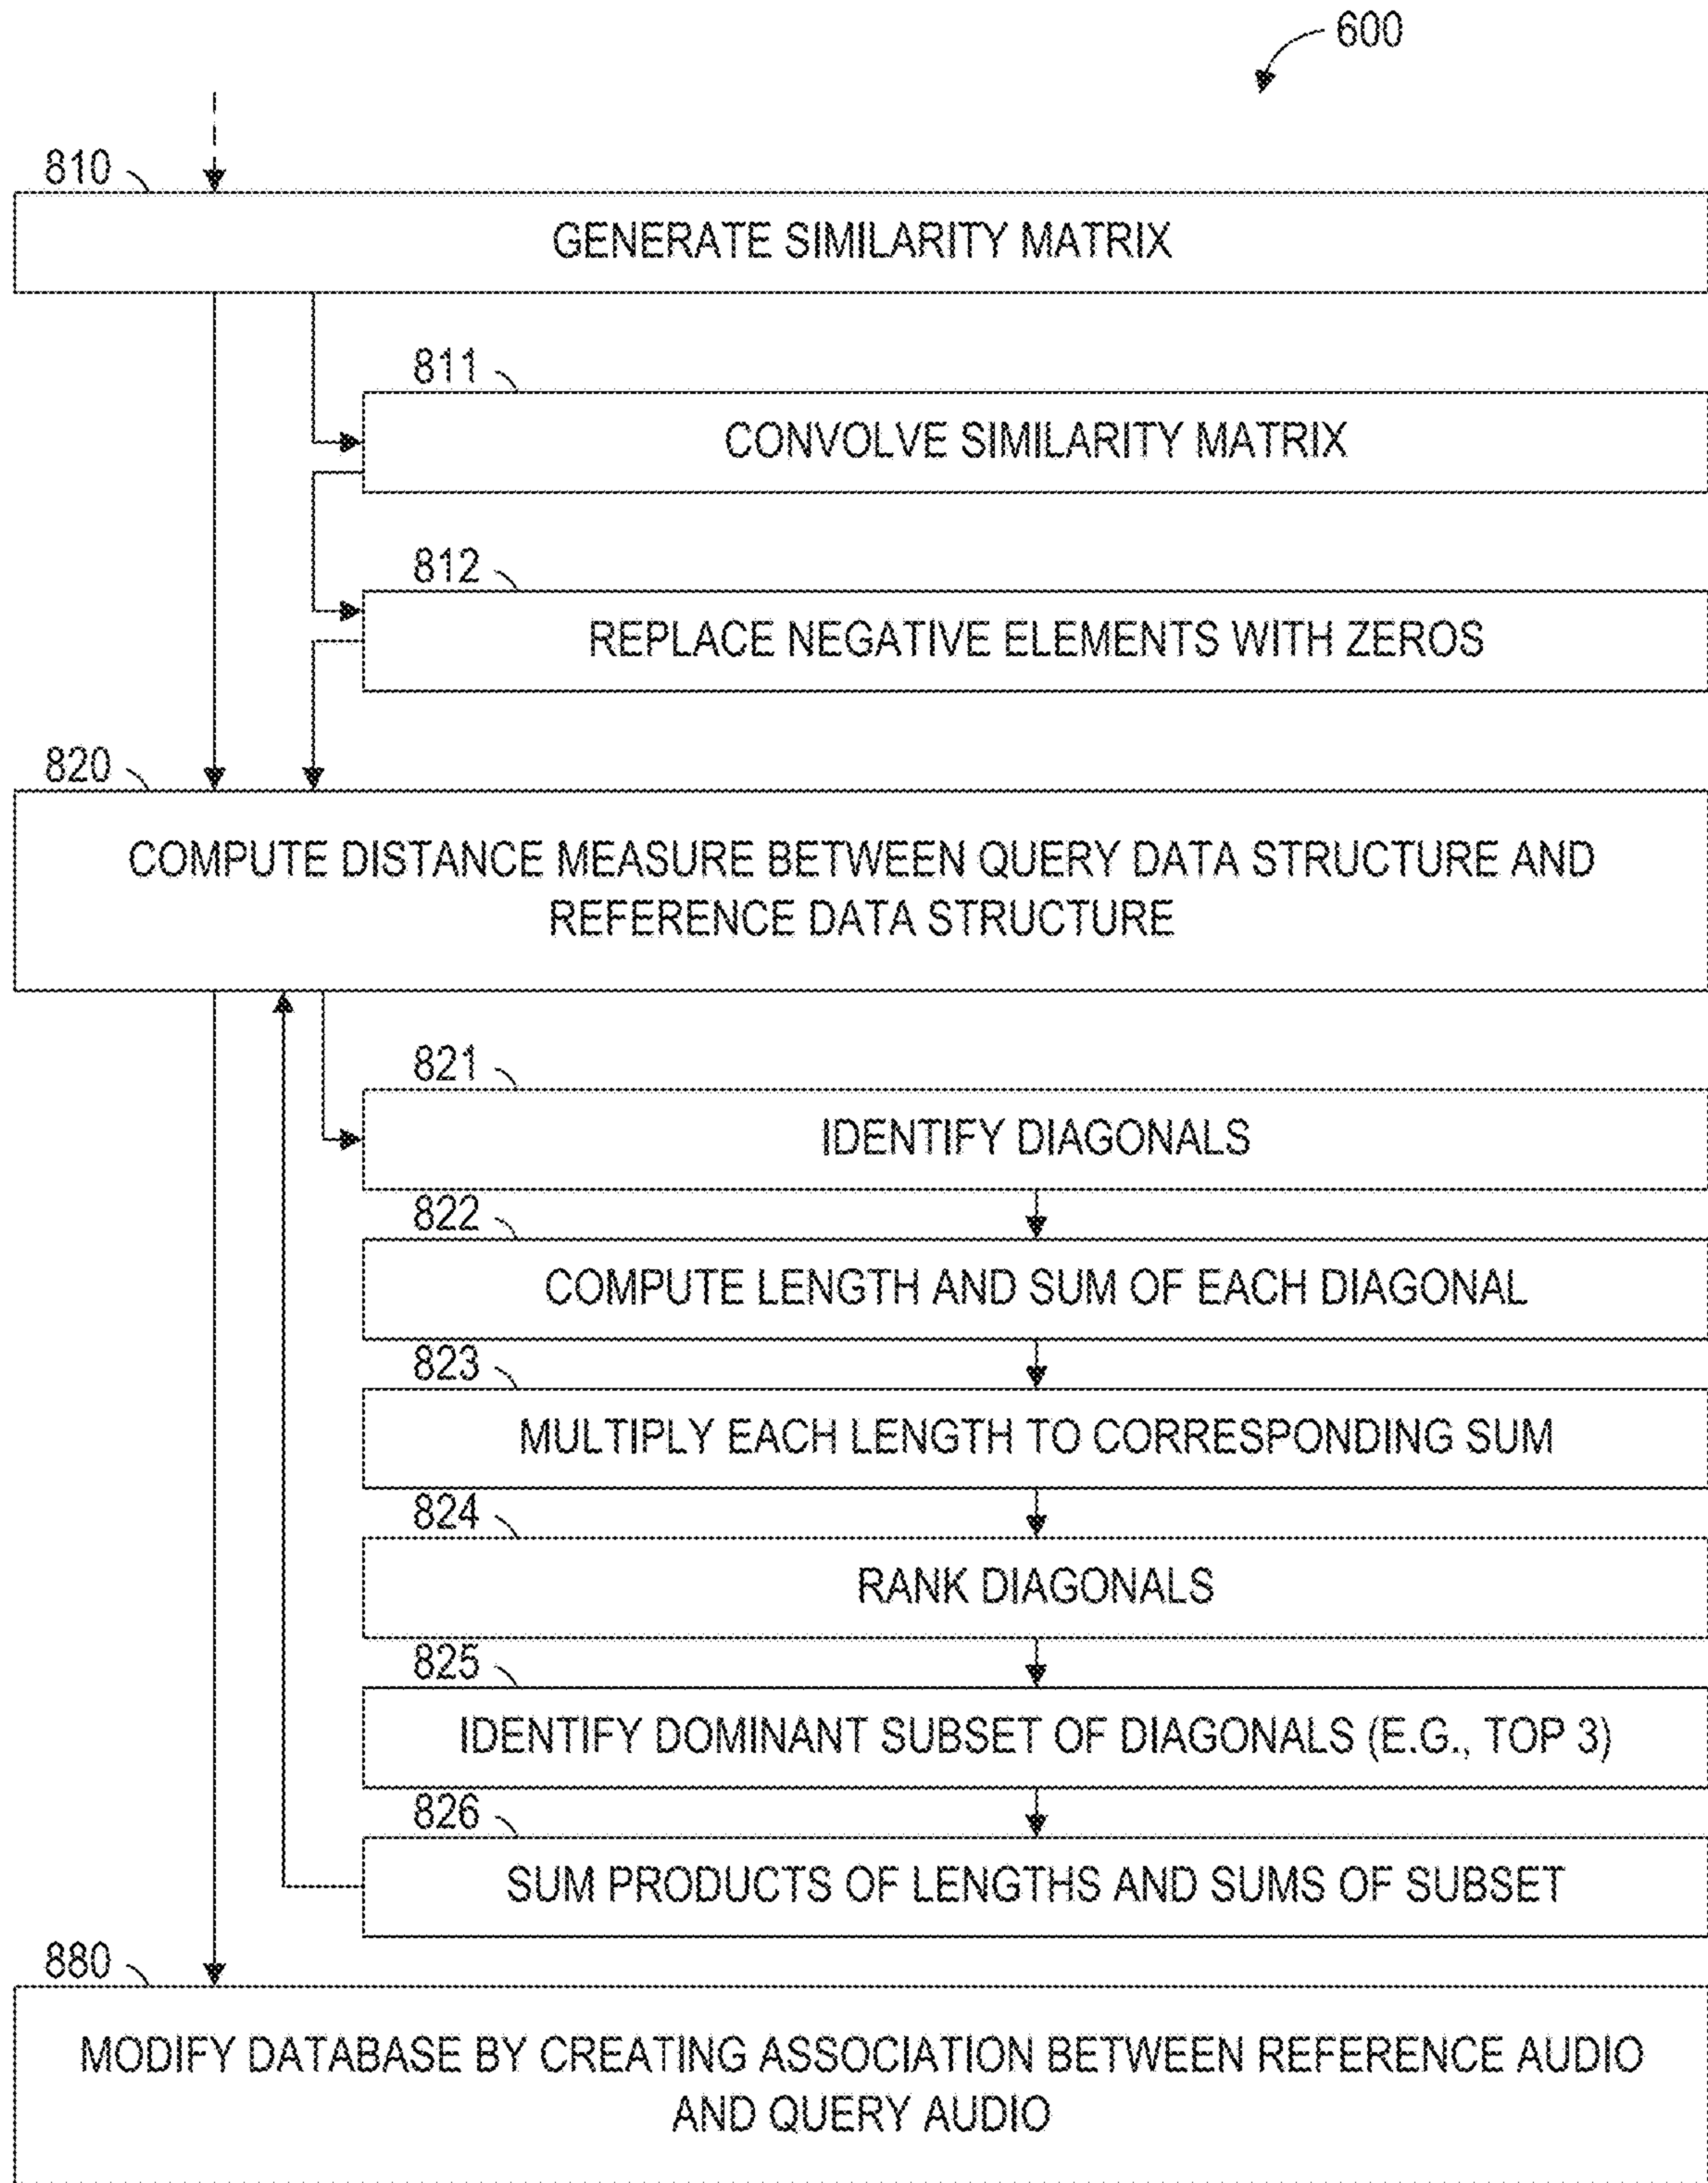 600
810
GENERATE SIMILARITY MATRIX
811
CONVOLVE SIMILARITY MATRIX
812
REPLACE NEGATIVE ELEMENTS WITH ZEROS
820
COMPUTE DISTANCE MEASURE BETWEEN QUERY DATA STRUCTURE AND
REFERENCE DATA STRUCTURE
821
IDENTIFY DIAGONALS
822
COMPUTE LENGTH AND SUM OF EACH DIAGONAL
823
MULTIPLY EACH LENGTH TO CORRESPONDING SUM
824
RANK DIAGONALS
825
IDENTIFY DOMINANT SUBSET OF DIAGONALS (E.G., TOP 3)
826
SUM PRODUCTS OF LENGTHS AND SUMS OF SUBSET
880
MODIFY DATABASE BY CREATING ASSOCIATION BETWEEN REFERENCE AUDIO
AND QUERY AUDIO